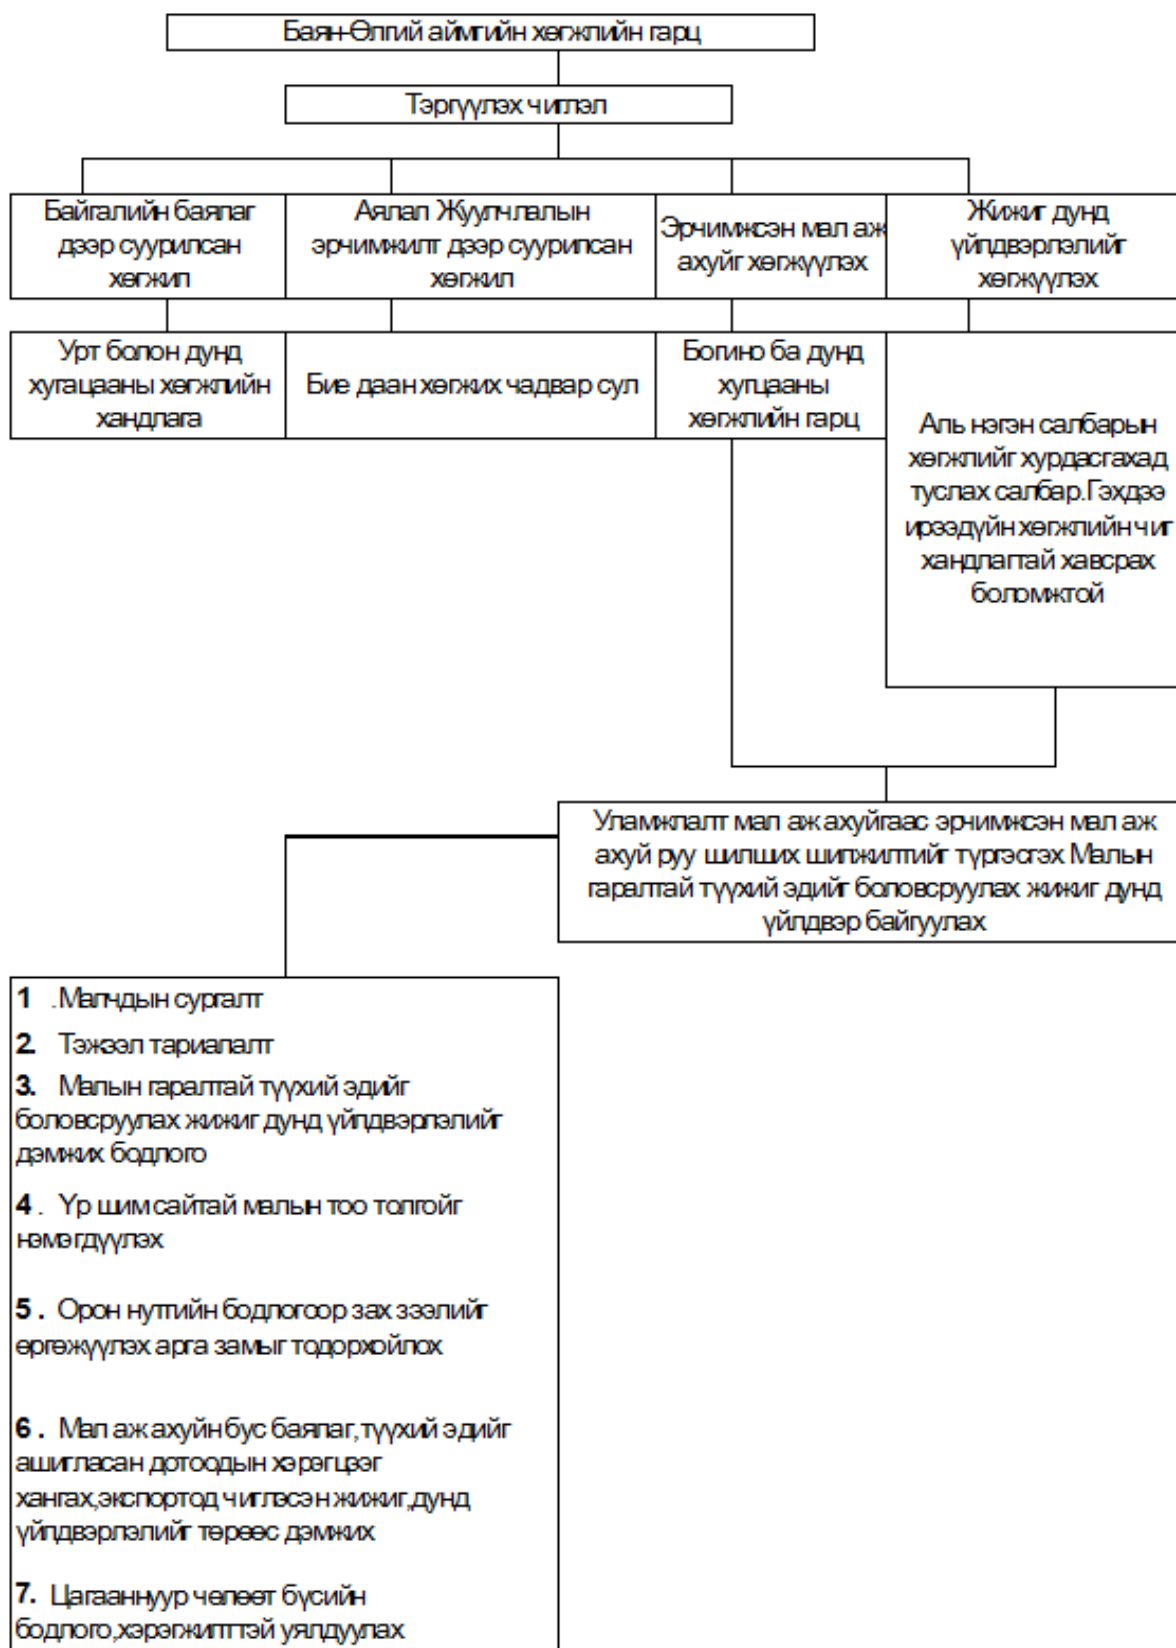 Баян-Өлгий аймгийн хөгжлийн гарц
Тэргүүлэх чиглэл
Байгалийн баялаг
дээр суурилсан
хөгжил
Аялал Жуулчлалын
эрчимжилт дээр суурилсан
хөгжил
Эрчимжсэн мал аж
ахуйг хөгжүүлэх
Жижиг дунд
үйлдвэрлэлийг
хөгжүүлэх
Урт болон дунд
хугацааны хөгжлийн
хандлага
Бие даан хөгжих чадвар сул
Богино ба дунд
хугцааны
хөгжлийн гарц
Аль нэгэн салбарын
хөгжлийг хурдасгахад
туслах салбар.Гэхдээ
ирээдүйн хөгжлийн чиг
хандлагтай хавсрах
боломжтой
Уламжлалт мал аж ахуйгаас эрчимжсэн мал аж
ахуй руу шилших шилжилтийг түргэсгэх Малын
гаралтай түүхий эдийг боловсруулах жижиг дунд
үйлдвэр байгуулах
1 .Малчдын сургалт
2. Тэжээл тариалалт
3. Малын гаралтай түүхий эдийг
боловсруулах жижиг дунд үйлдвэрлэлийг
дэмжих бодлого
4 . Үр шим сайтай малын тоо толгойг
нэмэгдүүлэх
5 . Орон нутгийн бодлогоор зах зээлийг
өргөжүүлэх арга замыг тодорхойлох
6 . Мал аж ахуйн бус баялаг,түүхий эдийг
ашигласан дотоодын хэрэгцээг
хангах,экспортод чиглэсэн жижиг,дунд
үйлдвэрлэлийг төрөөс дэмжих
7. Цагааннуур чөлөөт бүсийн
бодлого,хэрэгжилттэй уялдуулах